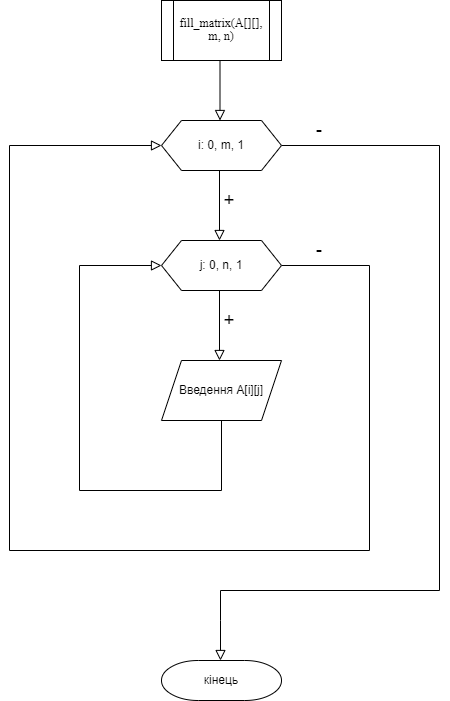 fill_matrix(A[][],
m, n)
-
i: 0, m, 1
+
-
j: 0, n, 1
+
Введення A[i][j]
кінець